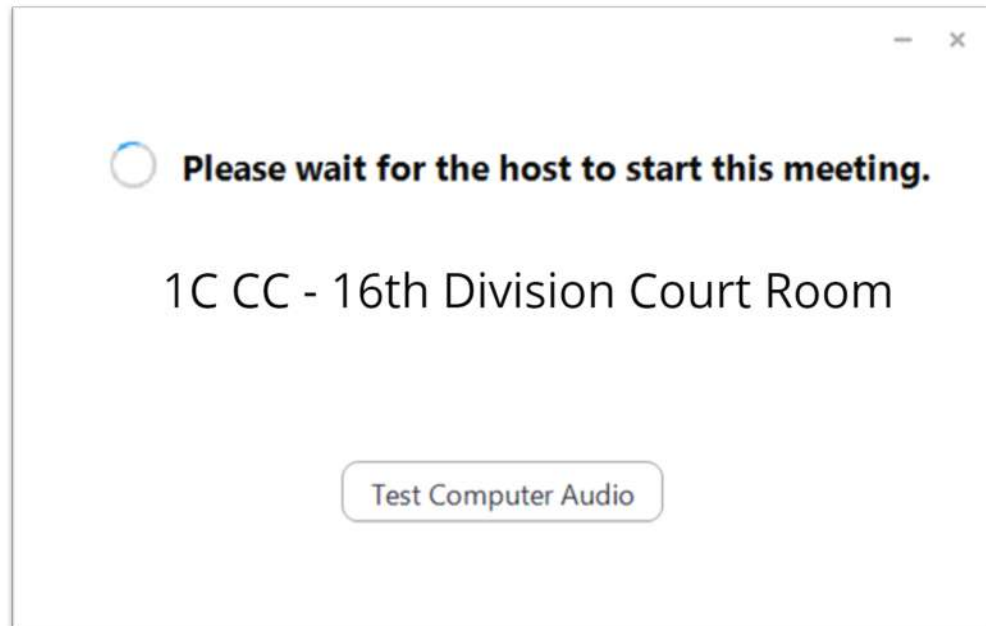 Please wait for the host to start this meeting.
1C CC - 16th Division Court Room
Test Computer Audio